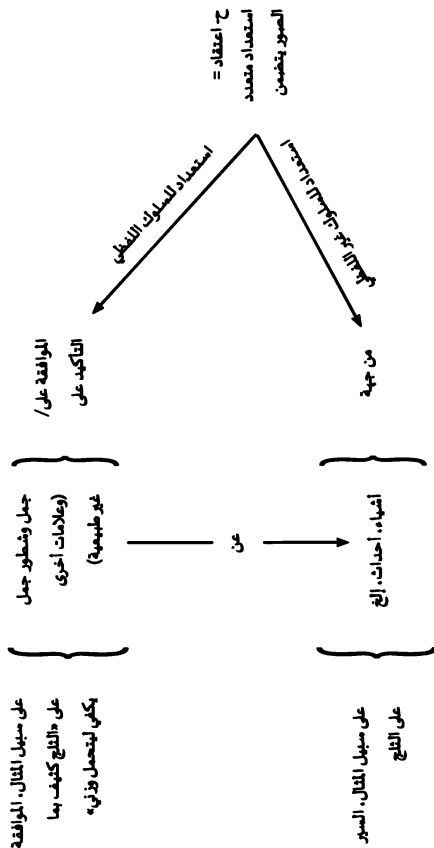 ح-اعتقاد =
استعداد متعدد
الصور يتضمن
استعداد للسلوك اللفظي
استعداد للسلوك غير اللفظي
الموافقة على/
التأكيد على
من جهة
جمل وشطور جمل
(وعلامات أخرى
غير طبيعية)
عن
أشياء، أحداث، إلخ
على سبيل المثال، الموافقة
على «الثلج كثيف بما
يكفي ليتحمل وزني»
على سبيل المثال، السير
على الثلج